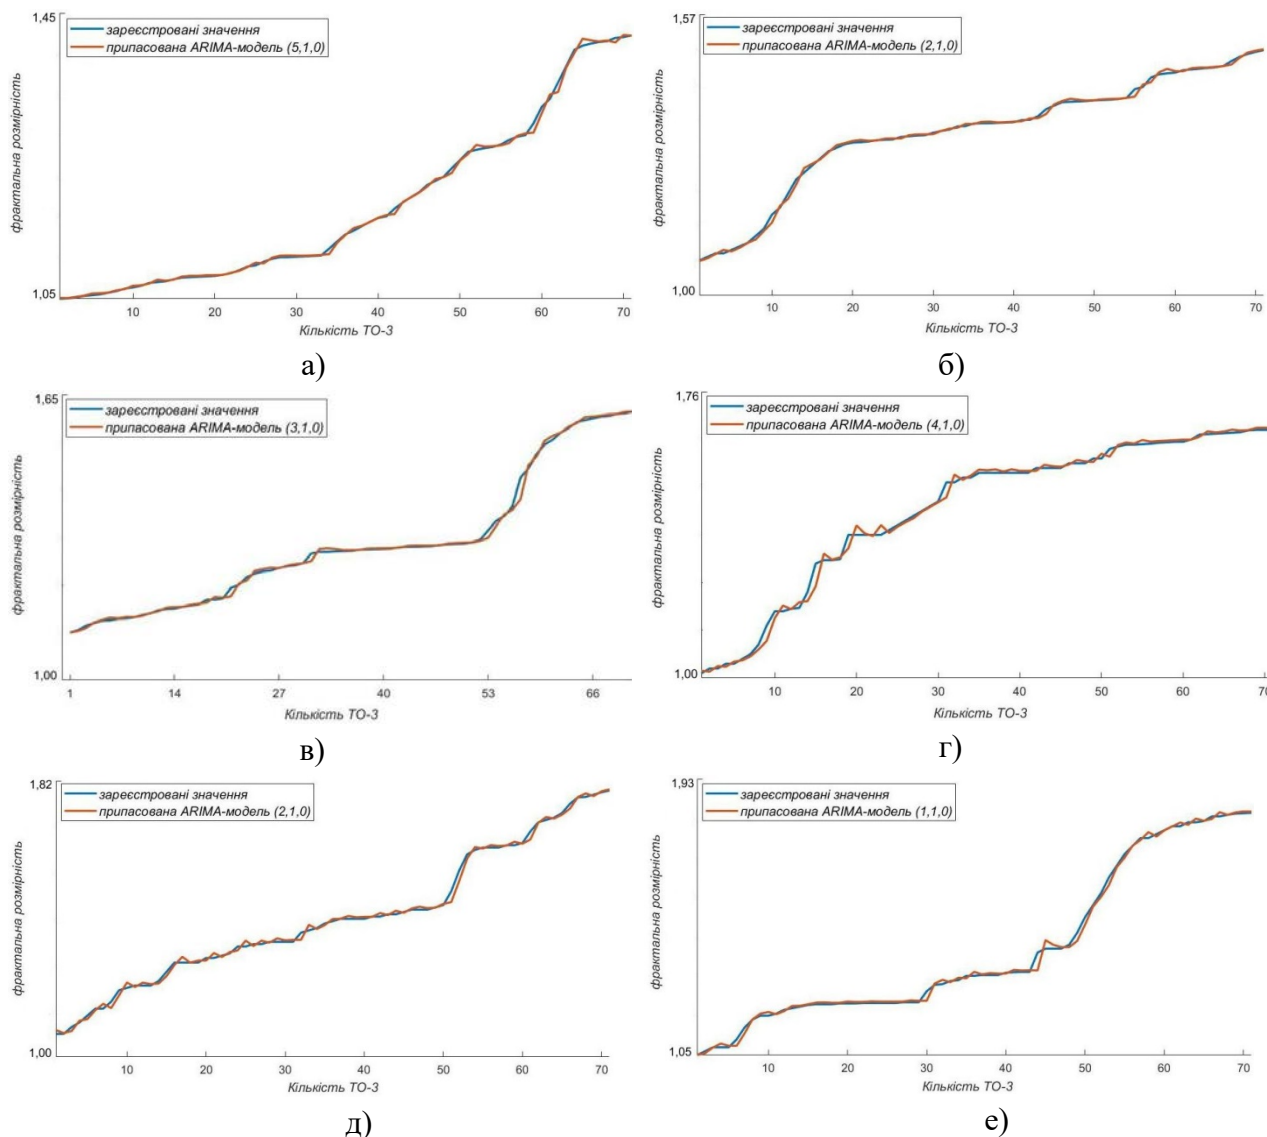 1,45
зареєстровані значення
припасована ARIMA-модель (5,1,0)
фрактальна розмірність
1,05
10 20 30 40 50 60 70
Кількість ТО-3
а)
1,57
зареєстровані значення
припасована ARIMA-модель (2,1,0)
фрактальна розмірність
1,00
10 20 30 40 50 60 70
Кількість ТО-3
б)
1,65
зареєстровані значення
припасована ARIMA-модель (3,1,0)
фрактальна розмірність
1,00
1 14 27 40 53 66
Кількість ТО-3
в)
1,76
зареєстровані значення
припасована ARIMA-модель (4,1,0)
фрактальна розмірність
1,00
10 20 30 40 50 60 70
Кількість ТО-3
г)
1,82
зареєстровані значення
припасована ARIMA-модель (2,1,0)
фрактальна розмірність
1,00
10 20 30 40 50 60 70
Кількість ТО-3
д)
1,93
зареєстровані значення
припасована ARIMA-модель (1,1,0)
фрактальна розмірність
1,05
10 20 30 40 50 60 70
Кількість ТО-3
е)